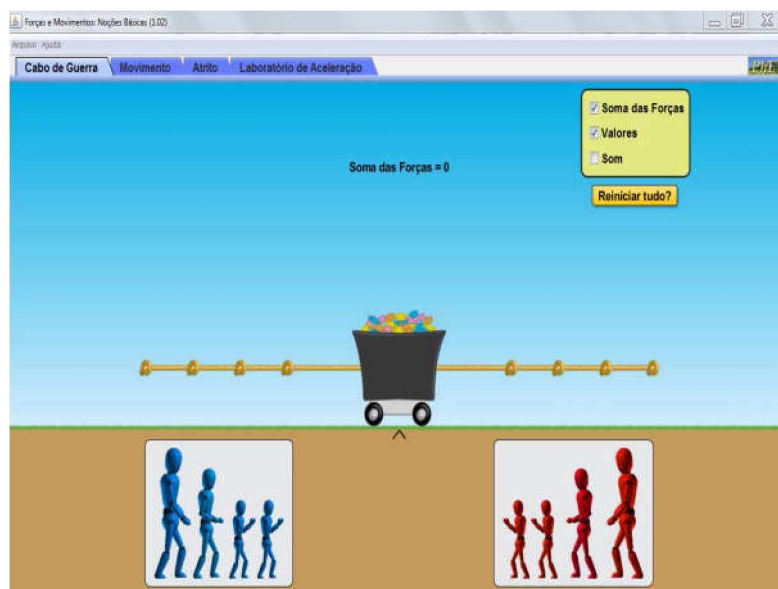 Forças e Movimentos: Noções Básicas (1.02)
Arquivo Ajuda
Cabo de Guerra Movimento Atrito Laboratório de Aceleração
Soma das Forças
Valores
Som
Soma das Forças = 0
Reiniciar tudo?